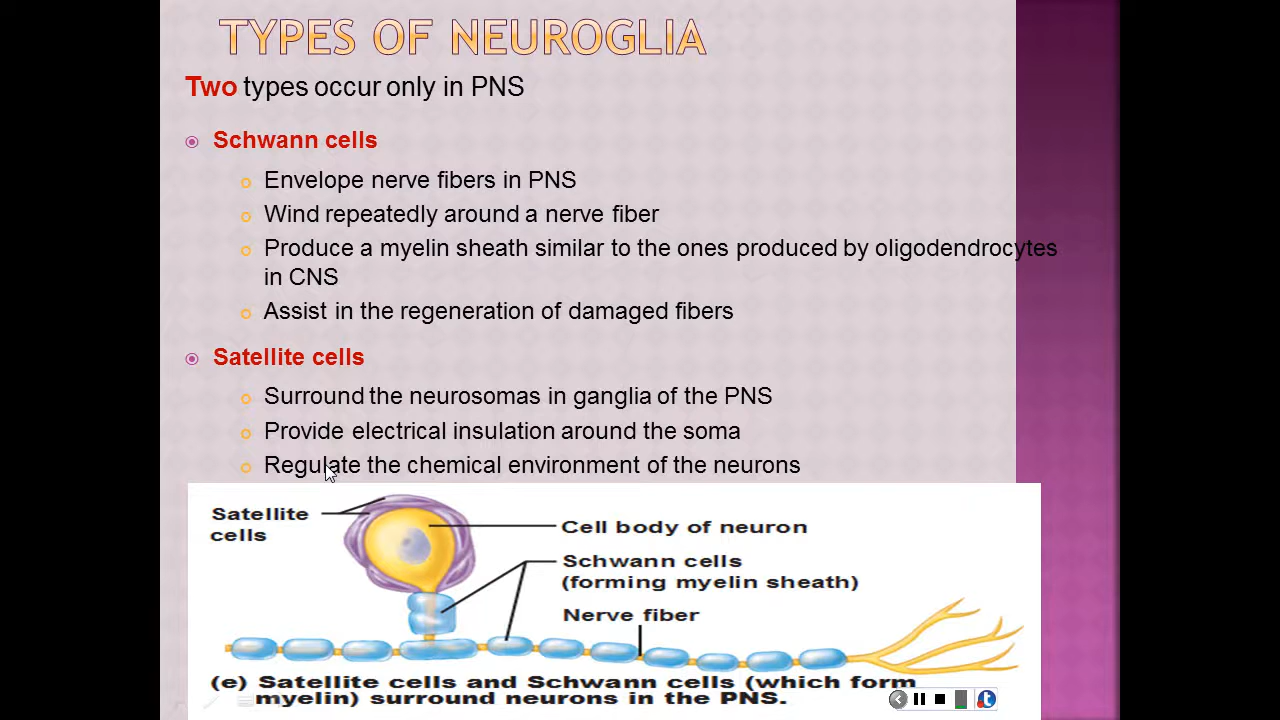 TYPES OF NEUROGLIA
Two types occur only in PNS
Schwann cells
Envelope nerve fibers in PNS
Wind repeatedly around a nerve fiber
Produce a myelin sheath similar to the ones produced by oligodendrocytes
in CNS
Assist in the regeneration of damaged fibers
Satellite cells
Surround the neurosomas in ganglia of the PNS
Provide electrical insulation around the soma
Regulate the chemical environment of the neurons
Satellite
cells
Cell body of neuron
Schwann cells
(forming myelin sheath)
Nerve fiber
(e) Satellite cells and Schwann cells (which form
myelin) surround neurons in the PNS.
t